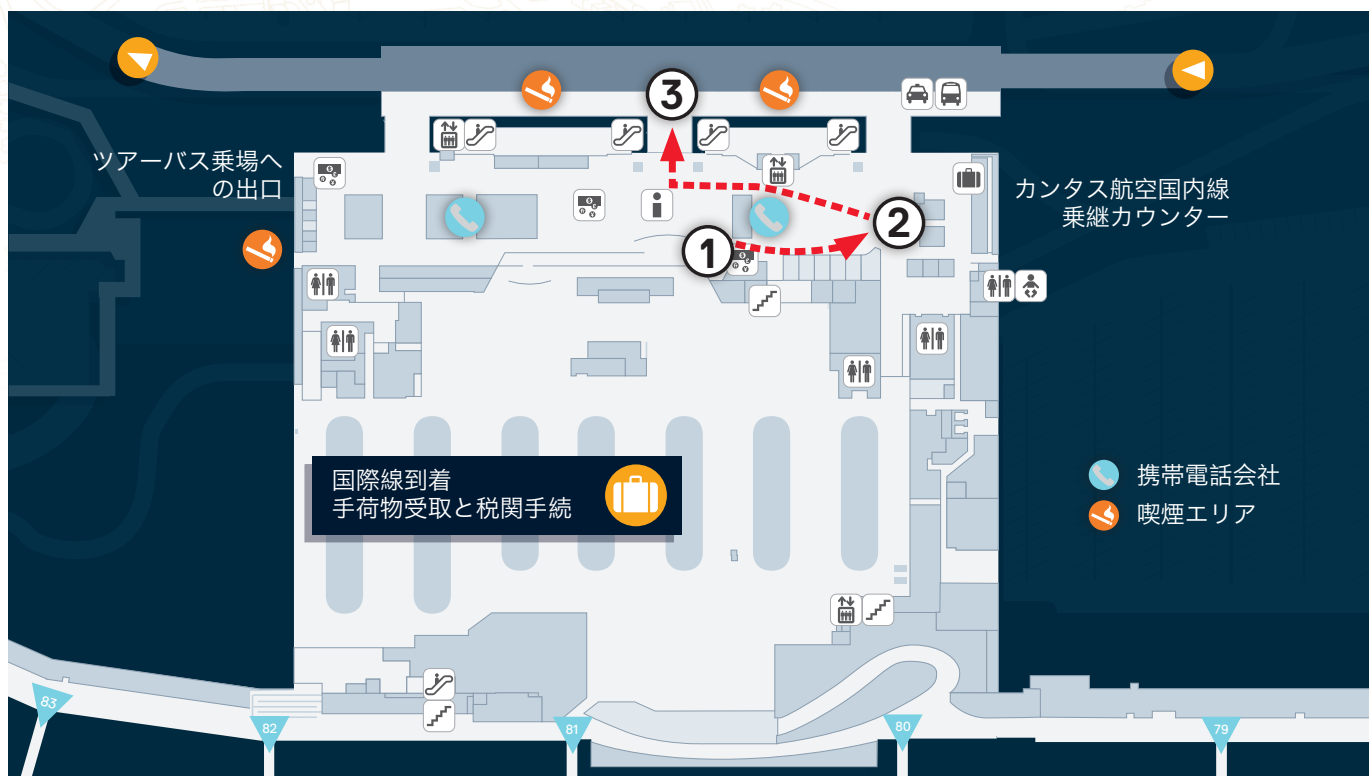 3
ツアーバス乗場へ
の出口
カンタス航空国内線
乗継カウンター
2
1
国際線到着
手荷物受取と税関手続
携帯電話会社
喫煙エリア
83
82
81
80
79